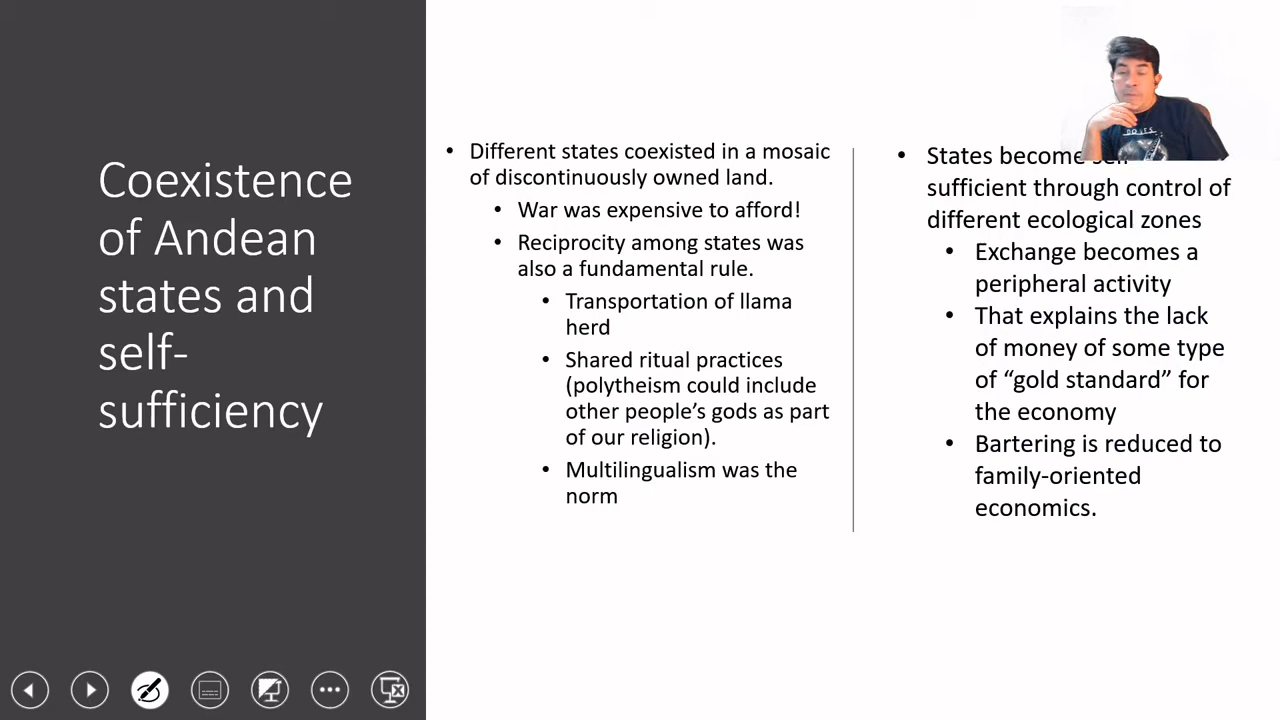 Coexistence
of Andean
states and
self-
sufficiency
• Different states coexisted in a mosaic
of discontinuously owned land.
• War was expensive to afford!
• Reciprocity among states was
also a fundamental rule.
• Transportation of llama
herd
• Shared ritual practices
(polytheism could include
other people’s gods as part
of our religion).
• Multilingualism was the
norm
• States become self-
sufficient through control of
different ecological zones
• Exchange becomes a
peripheral activity
• That explains the lack
of money of some type
of “gold standard” for
the economy
• Bartering is reduced to
family-oriented
economics.